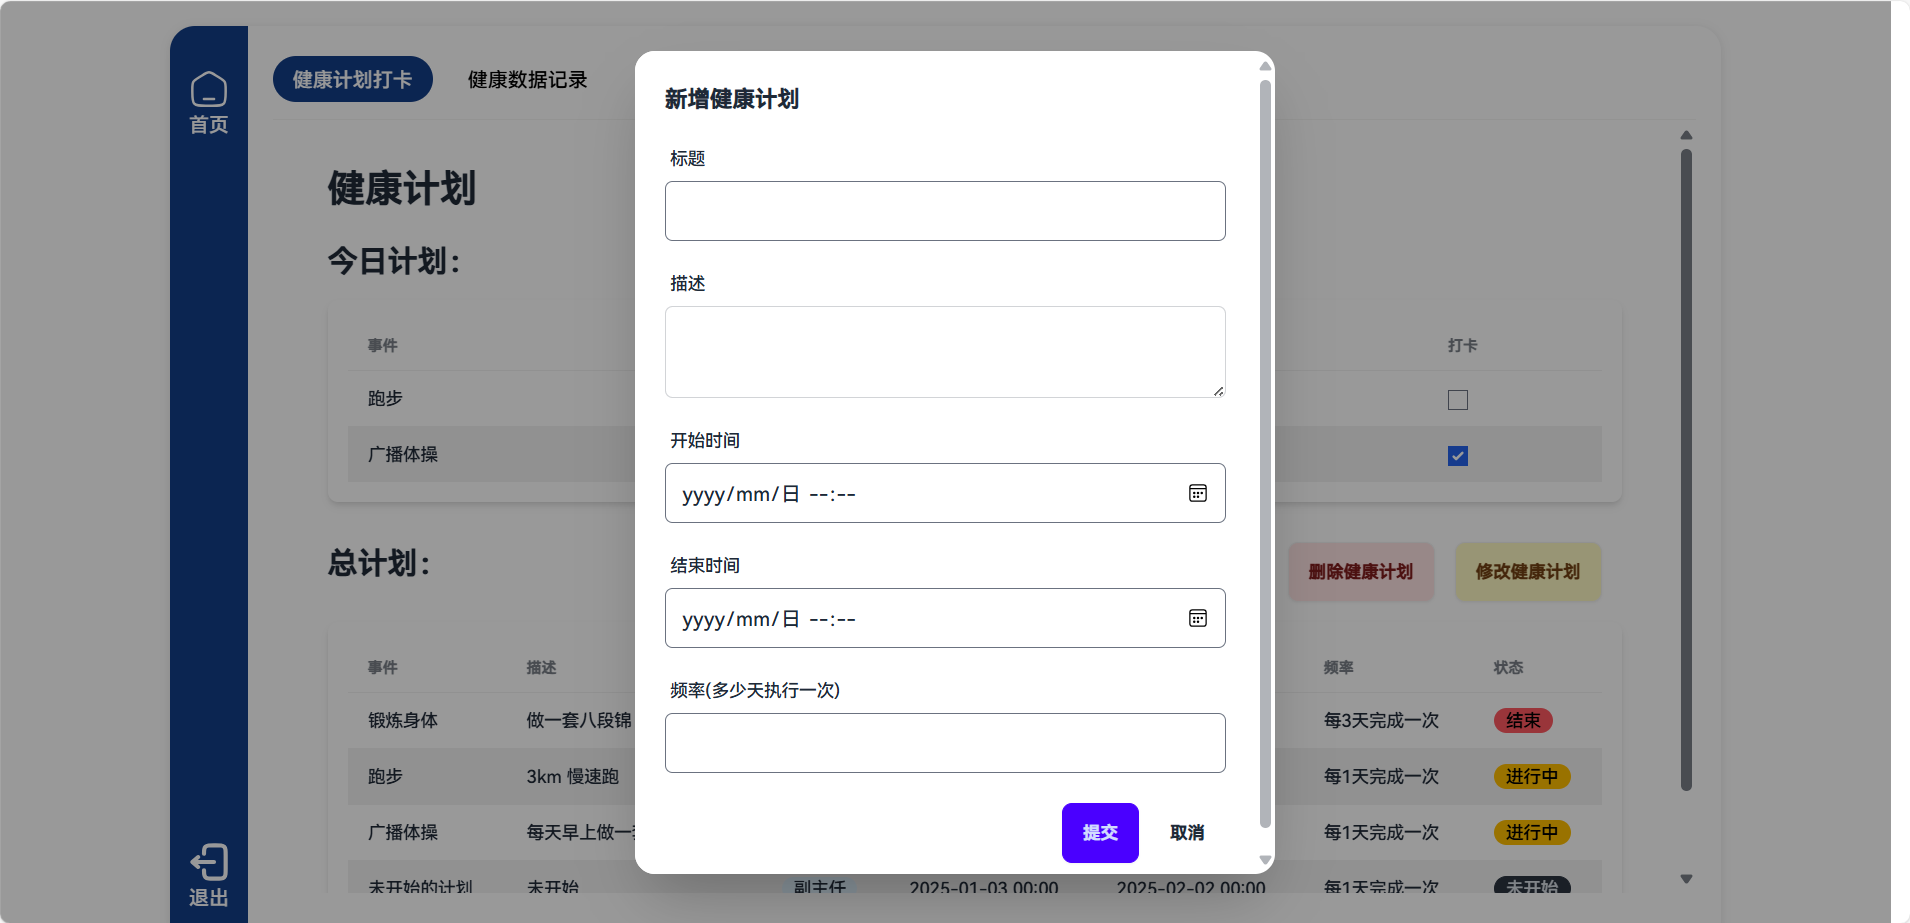 首页
退出
健康计划打卡 健康数据记录
健康计划
今日计划：
事件 打卡
跑步
广播体操
总计划：
删除健康计划 修改健康计划
事件 描述 频率 状态
锻炼身体 做一套八段锦 每3天完成一次 结束
跑步 3km 慢速跑 每1天完成一次 进行中
广播体操 每天早上做一 每1天完成一次 进行中
未开始的计划 未开始 副主任 2025-01-03 00:00 2025-02-02 00:00 每1天完成一次 未开始
新增健康计划
标题
描述
开始时间
yyyy/mm/日 --:--
结束时间
yyyy/mm/日 --:--
频率(多少天执行一次)
提交 取消